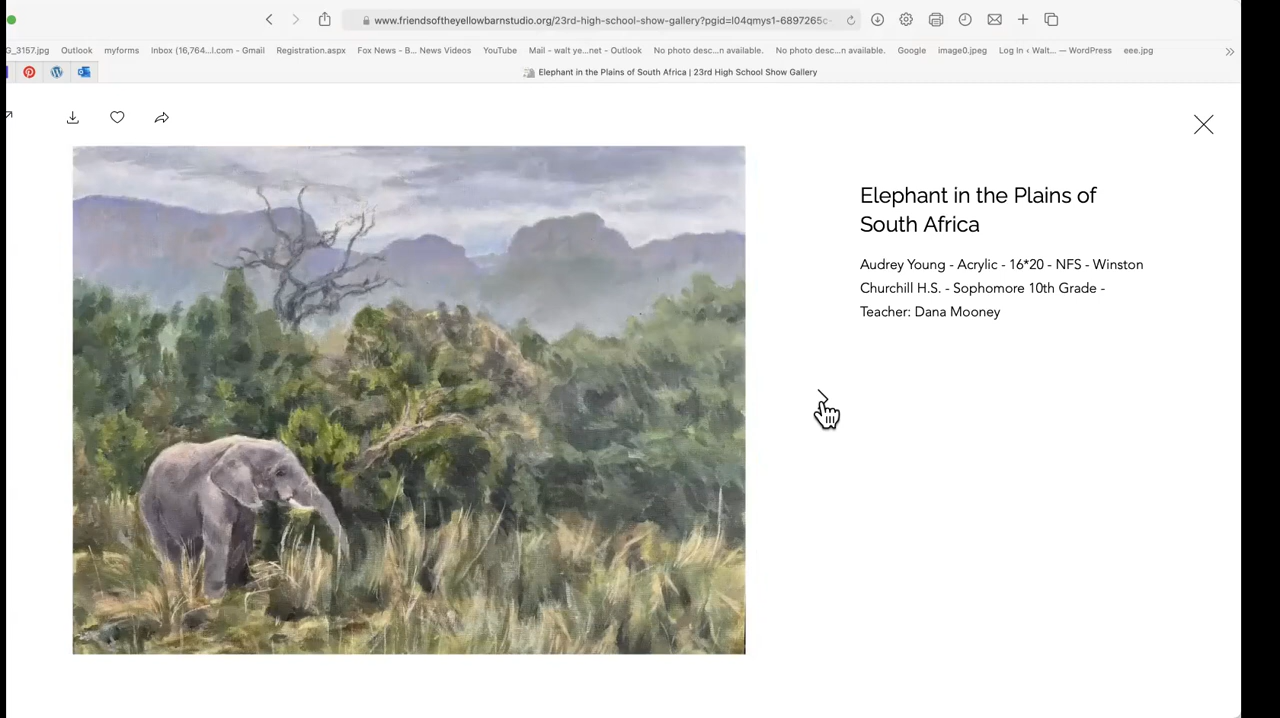 www.friendsoftheyellowbarnstudio.org/23rd-high-school-show-gallery?pgid=l04qmys1-6897265c-
G_3157.jpg Outlook myforms Inbox (16,764...l.com - Gmail Registration.aspx Fox News - B... News Videos YouTube Mail - walt ye...net - Outlook No photo desc...n available. No photo desc...n available. Google image0.jpeg Log In ‹ Walt... — WordPress eee.jpg
Elephant in the Plains of South Africa | 23rd High School Show Gallery
Elephant in the Plains of
South Africa
Audrey Young - Acrylic - 16*20 - NFS - Winston
Churchill H.S. - Sophomore 10th Grade -
Teacher: Dana Mooney